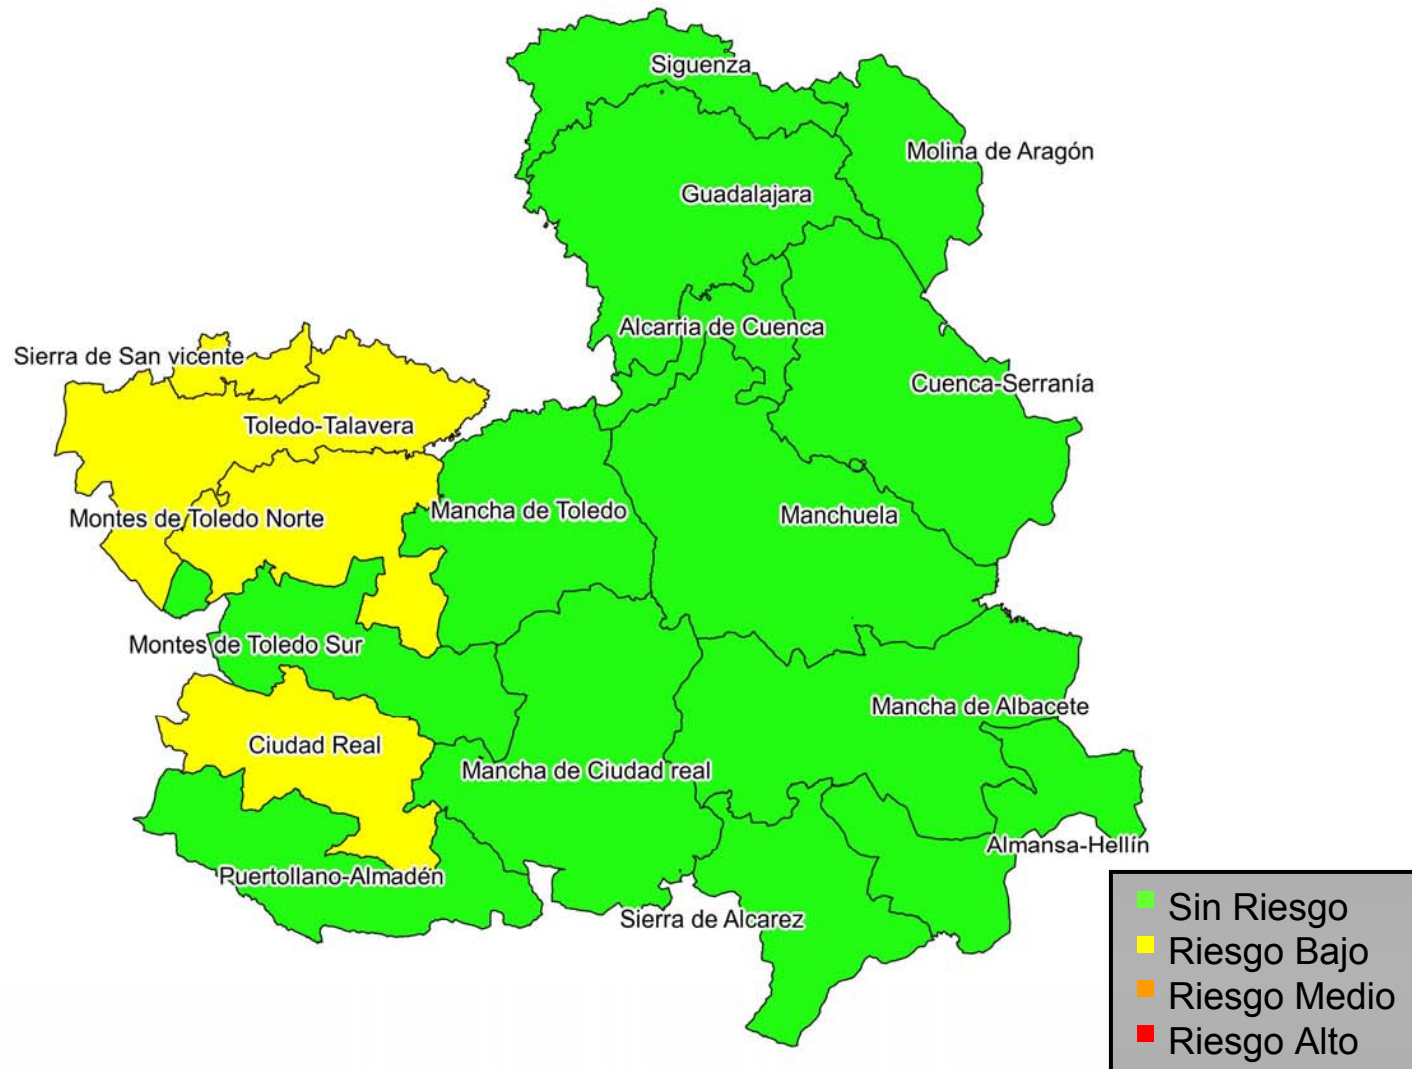 Siguenza
Molina de Aragón
Guadalajara
Alcarria de Cuenca
Sierra de San vicente
Cuenca-Serranía
Toledo-Talavera
Mancha de Toledo
Manchuela
Montes de Toledo Norte
Montes de Toledo Sur
Mancha de Albacete
Ciudad Real
Mancha de Ciudad real
Almansa-Hellín
Puertollano-Almadén
Sierra de Alcarez
Sin Riesgo
Riesgo Bajo
Riesgo Medio
Riesgo Alto